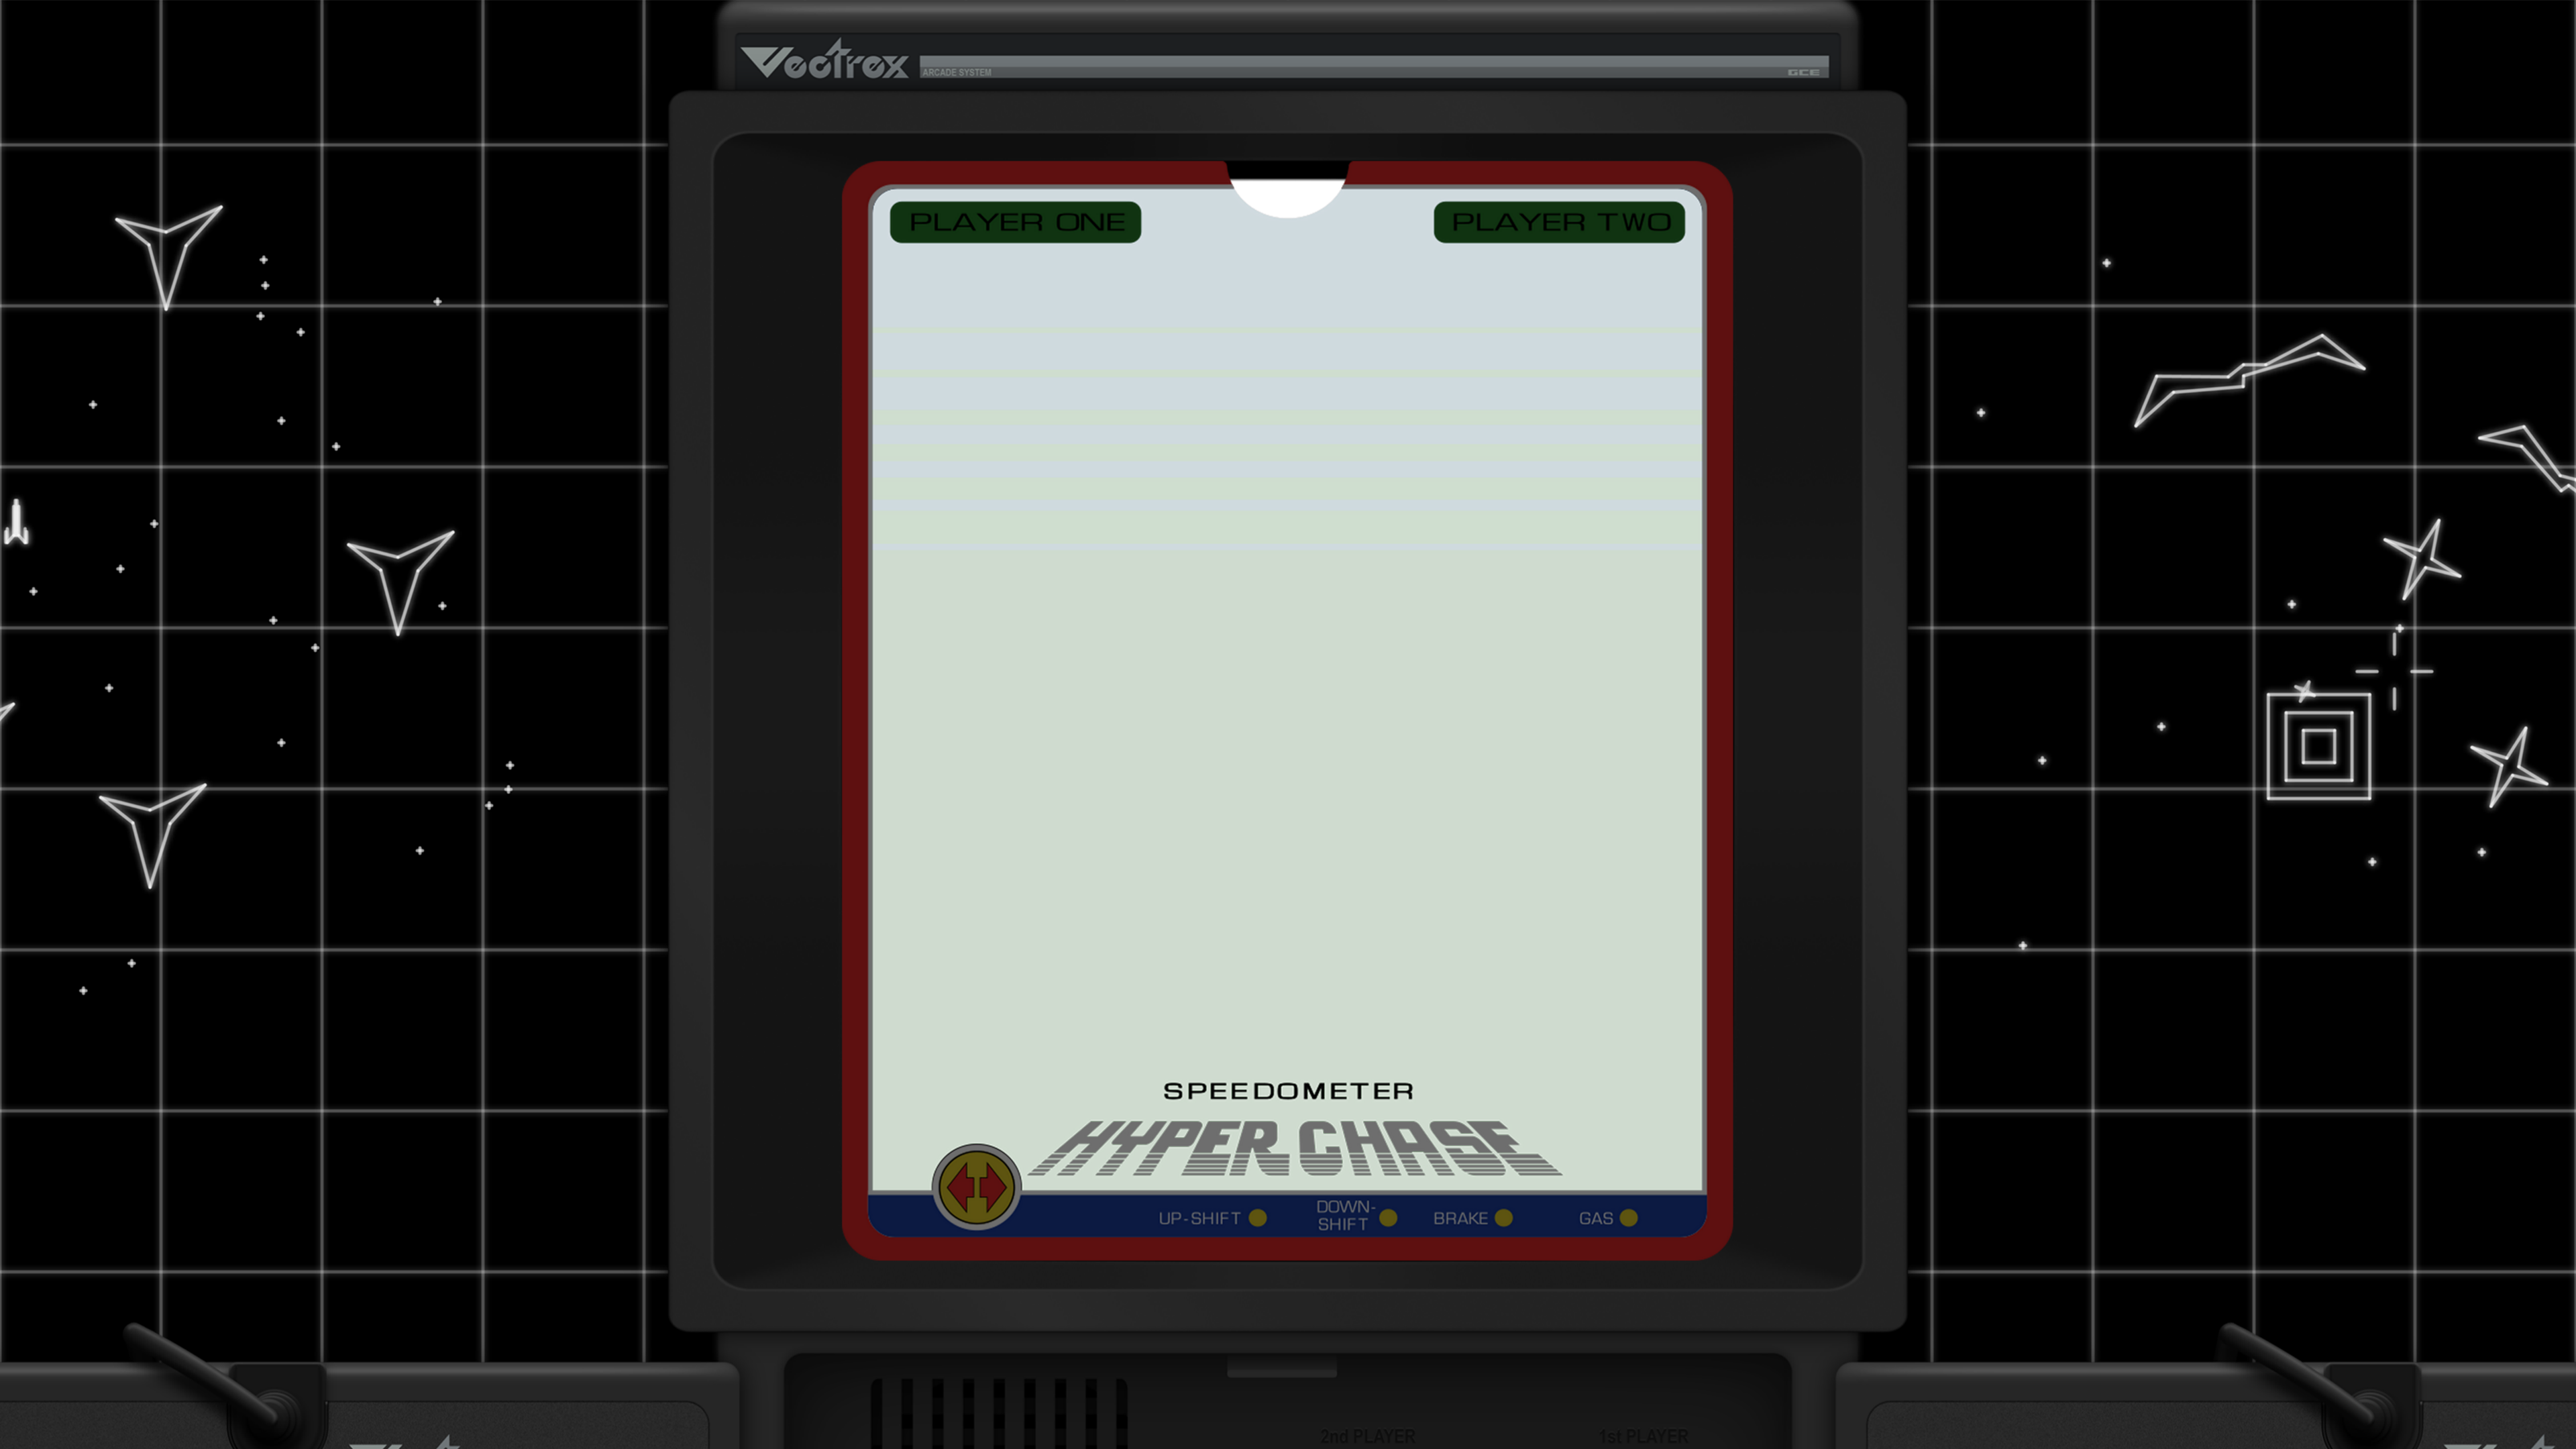 Vectrex
ARCADE SYSTEM
GCE
PLAYER ONE
PLAYER TWO
SPEEDOMETER
HYPER CHASE
UP-SHIFT
DOWN-
SHIFT
BRAKE
GAS
2nd PLAYER
1st PLAYER